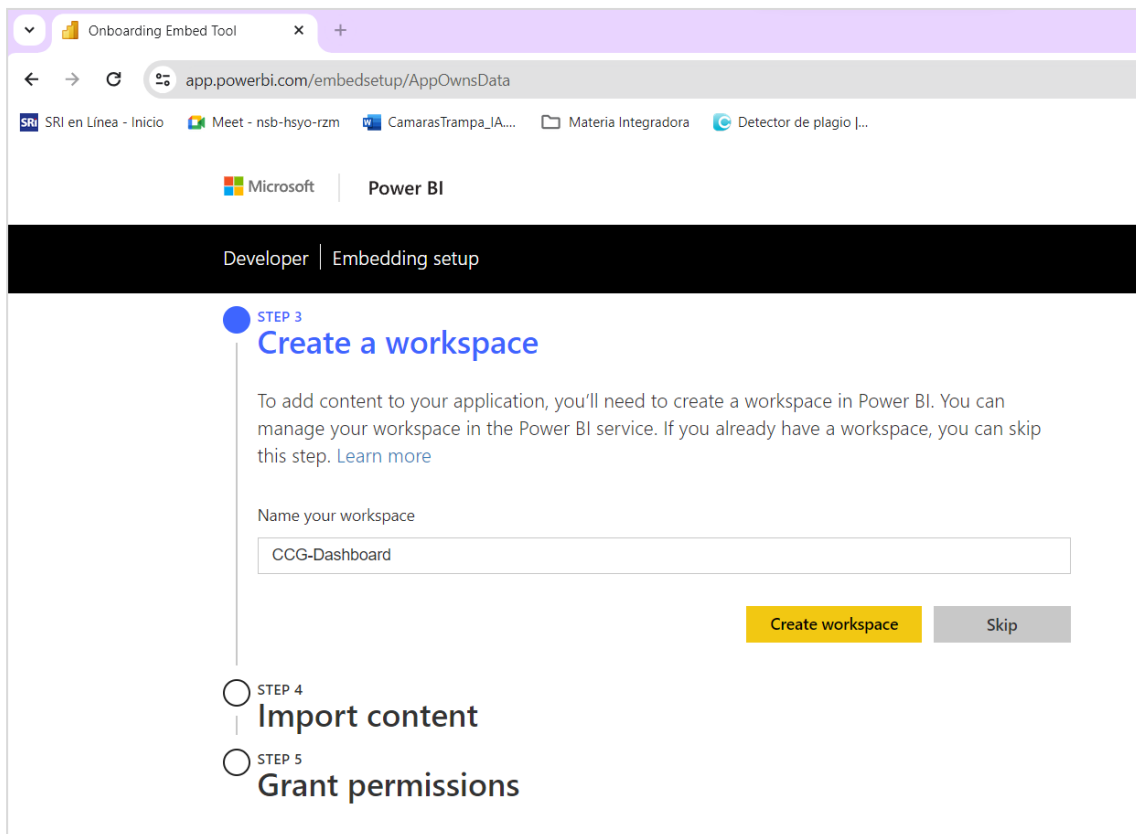 Onboarding Embed Tool
app.powerbi.com/embedsetup/AppOwnsData
SRi SRI en Línea - Inicio Meet - nsb-hsyo-rzm CamarasTrampa_IA.... Materia Integradora Detector de plagio |...
Microsoft Power BI
Developer Embedding setup
STEP 3
Create a workspace
To add content to your application, you'll need to create a workspace in Power BI. You can
manage your workspace in the Power BI service. If you already have a workspace, you can skip
this step. Learn more
Name your workspace
CCG-Dashboard
Create workspace Skip
STEP 4
Import content
STEP 5
Grant permissions